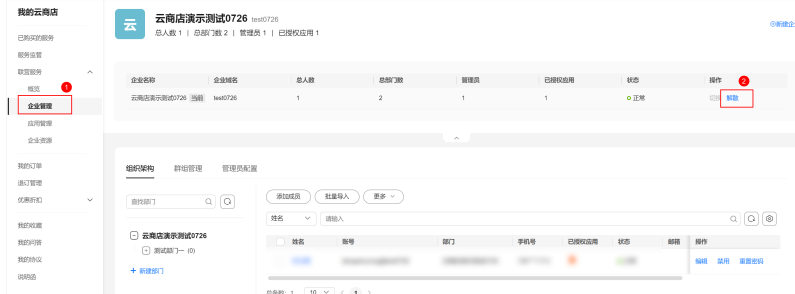 我的云商店
已购买的服务
服务监管
联营服务
概览
1
企业管理
应用管理
企业资源
我的订单
退订管理
优惠折扣
我的收藏
我的问答
我的协议
说明函
云
云商店演示测试0726 test0726
总人数 1 | 总部门数 2 | 管理员 1 | 已授权应用 1
新建企
企业名称 企业域名 总人数 总部门数 管理员 已授权应用 状态 操作
2
云商店演示测试0726 当前 test0726 1 2 1 1 正常 切换 解散
组织架构 群组管理 管理员配置
查找部门
云商店演示测试0726
测试部门一 (0)
+ 新建部门
添加成员 批量导入 更多
姓名 请输入
姓名 账号 部门 手机号 已授权应用 状态 邮箱 操作
编辑 禁用 重置密码
总条数: 1 10 < 1 >